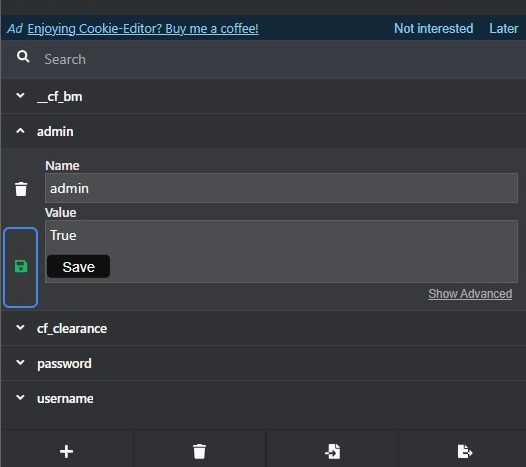 Ad Enjoying Cookie-Editor? Buy me a coffee! Not interested Later
Search
__cf_bm
admin
Name
admin
Value
True
Save
Show Advanced
cf_clearance
password
username